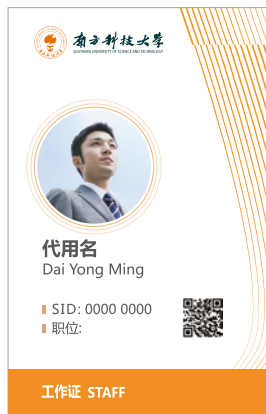 南方科技大学
SOUTHERN UNIVERSITY OF SCIENCE AND TECHNOLOGY
代用名
Dai Yong Ming
SID: 0000 0000
职位:
工作证 STAFF